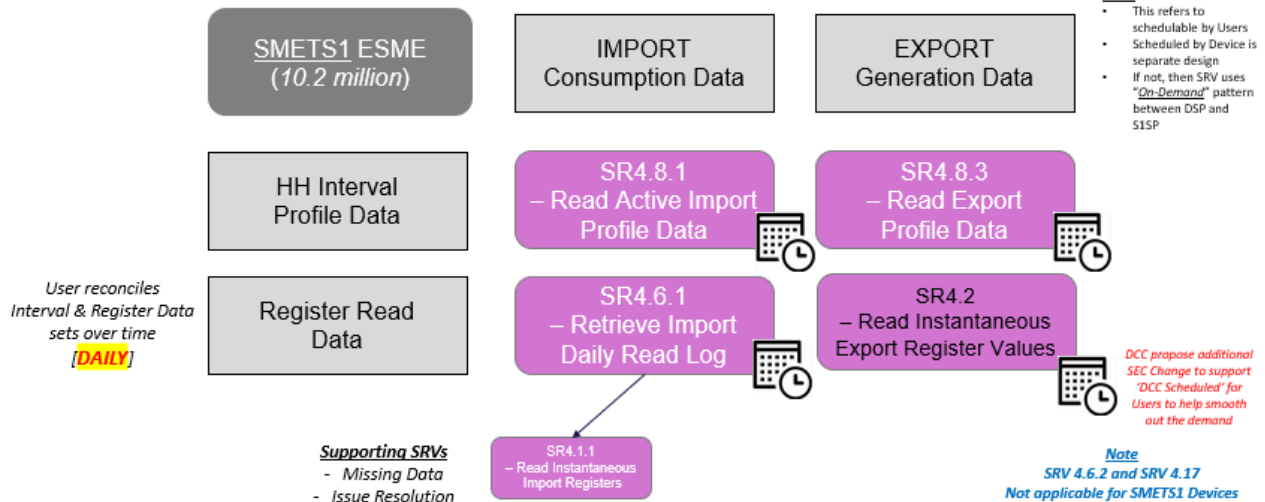 SMETS1 ESME
(10.2 million)
IMPORT
Consumption Data
EXPORT
Generation Data
• This refers to
schedulable by Users
• Scheduled by Device is
separate design
• If not, then SRV uses
"On-Demand" pattern
between DSP and
S1SP
HH Interval
Profile Data
SR4.8.1
– Read Active Import
Profile Data
SR4.8.3
– Read Export
Profile Data
User reconciles
Interval & Register Data
sets over time
[DAILY]
Register Read
Data
SR4.6.1
– Retrieve Import
Daily Read Log
SR4.2
– Read Instantaneous
Export Register Values
DCC propose additional
SEC Change to support
'DCC Scheduled' for
Users to help smooth
out the demand
Supporting SRVs
- Missing Data
- Issue Resolution
SR4.1.1
– Read Instantaneous
Import Registers
Note
SRV 4.6.2 and SRV 4.17
Not applicable for SMETS1 Devices